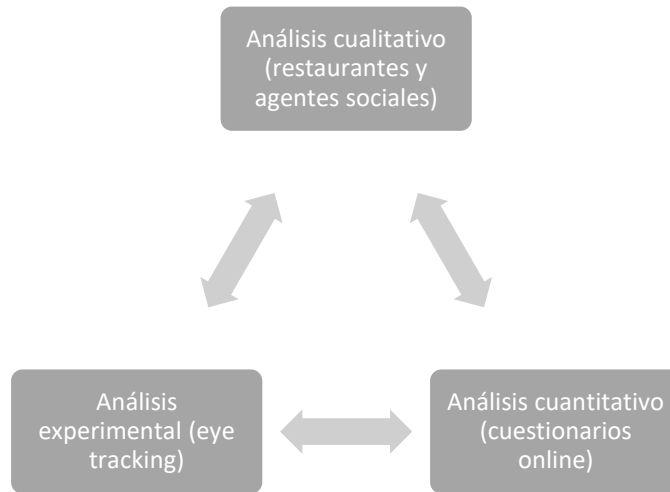 Análisis cualitativo
(restaurantes y
agentes sociales)
Análisis
experimental (eye
tracking)
Análisis cuantitativo
(cuestionarios
online)